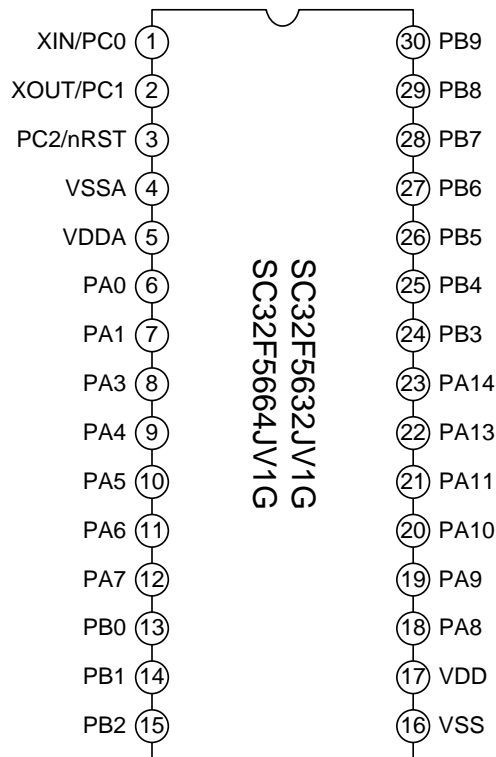 XIN/PC0 1 30 PB9
XOUT/PC1 2 29 PB8
PC2/nRST 3 28 PB7
VSSA 4 27 PB6
VDDA 5 26 PB5
PA0 6 25 PB4
PA1 7 24 PB3
PA3 8 23 PA14
PA4 9 22 PA13
PA5 10 21 PA11
PA6 11 20 PA10
PA7 12 19 PA9
PB0 13 18 PA8
PB1 14 17 VDD
PB2 15 16 VSS
SC32F5632JV1G
SC32F5664JV1G